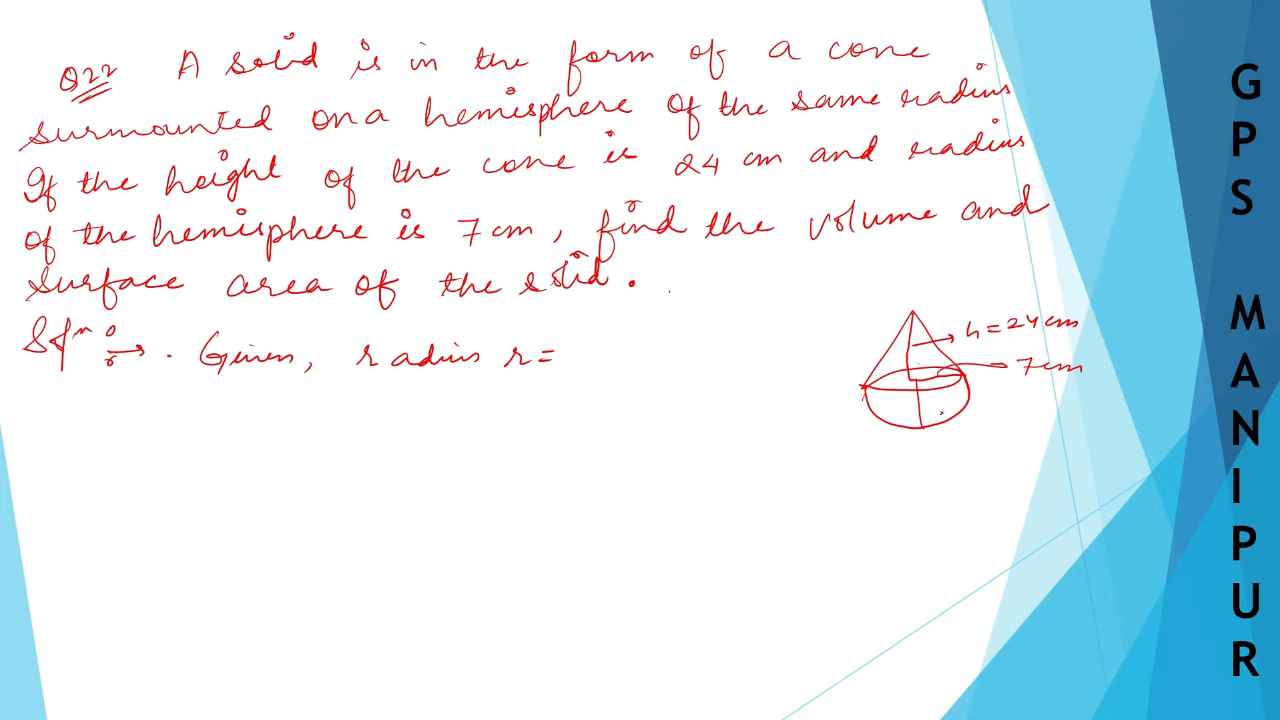 Q22 A solid is in the form of a cone
surmounted on a hemisphere of the same radius
If the height of the cone is 24 cm and radius
of the hemisphere is 7 cm, find the volume and
surface area of the solid.
Sol^n :→ . Given, radius r =
h = 24 cm
7 cm
GPS MANIPUR